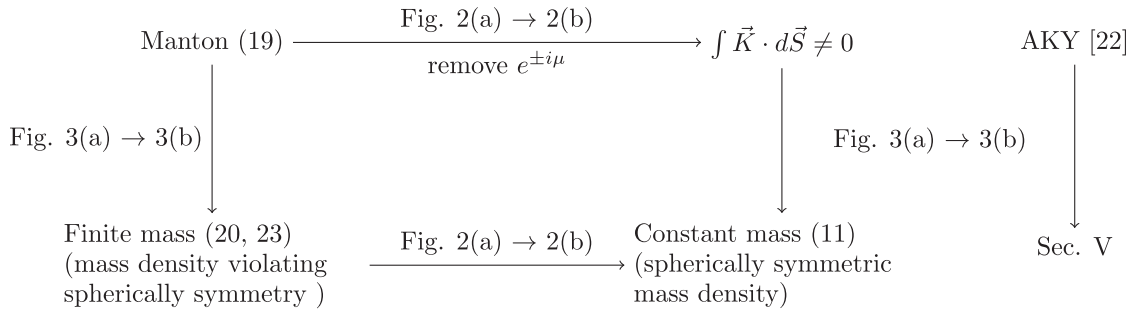 Fig. 2(a) → 2(b)
Manton (19)
∫ K⃗ · dS⃗ ≠ 0
AKY [22]
remove e^{±iμ}
Fig. 3(a) → 3(b)
Fig. 3(a) → 3(b)
Finite mass (20, 23)
(mass density violating
spherically symmetry )
Fig. 2(a) → 2(b)
Constant mass (11)
(spherically symmetric
mass density)
Sec. V